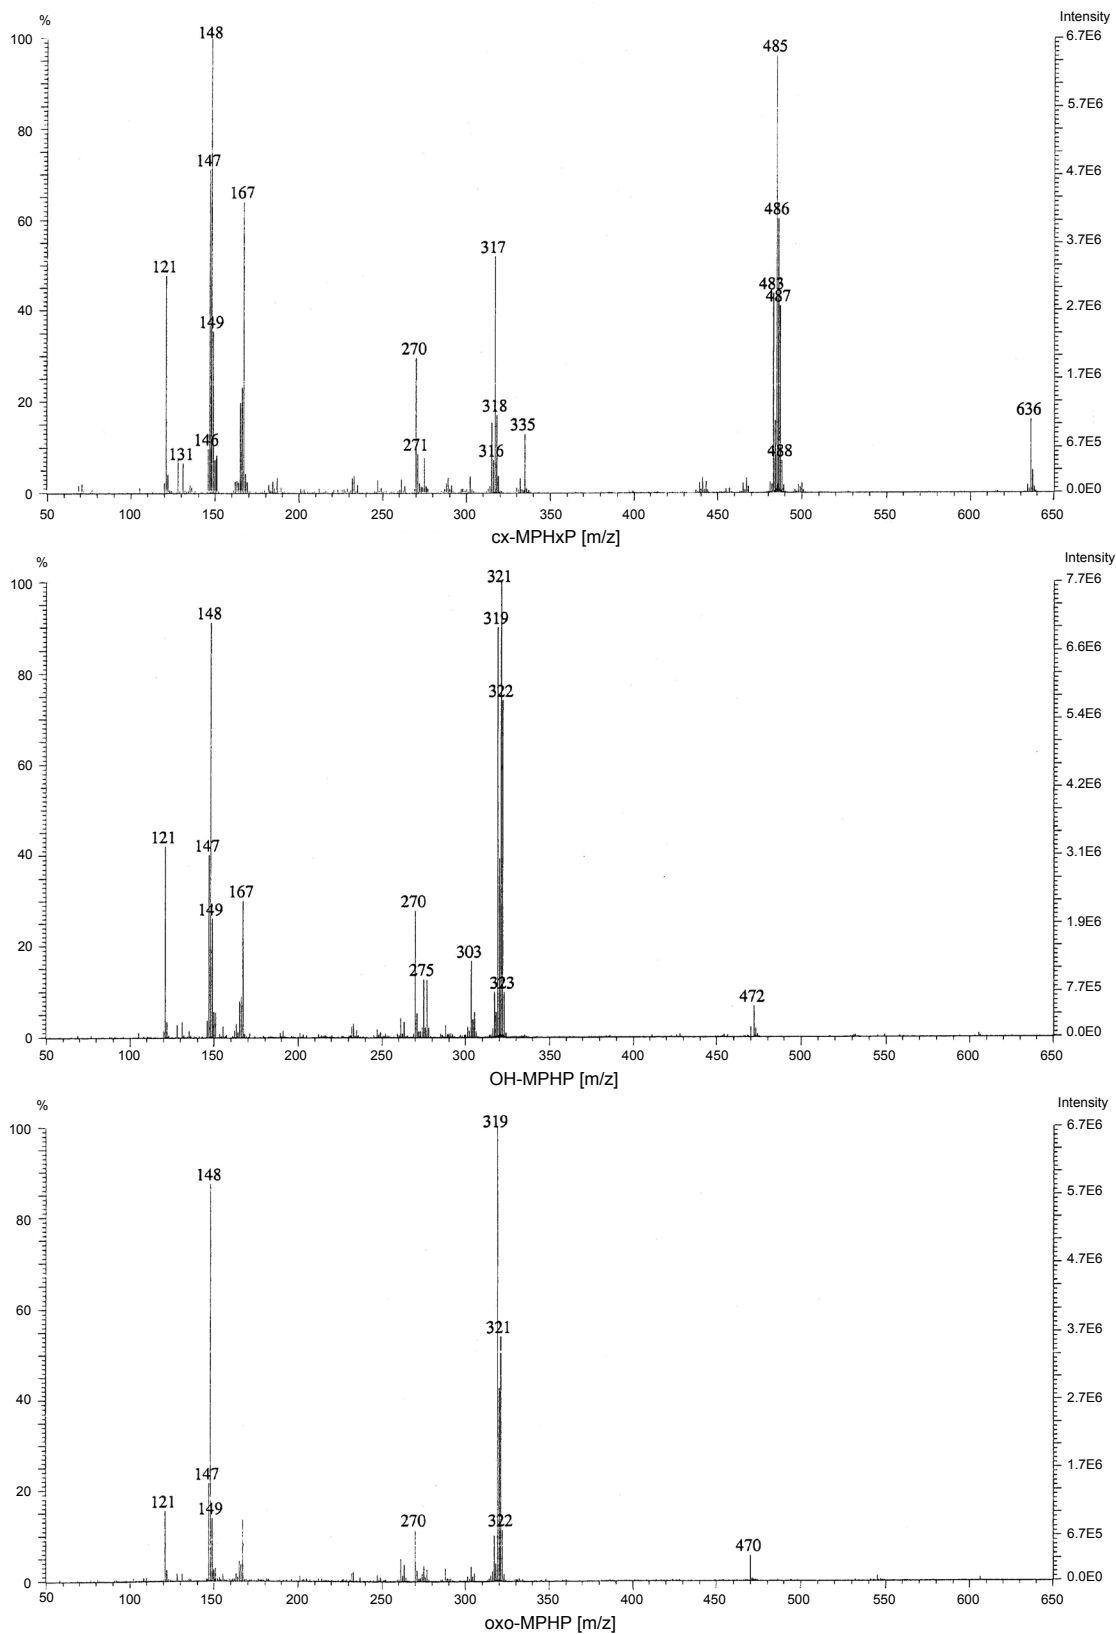 % Intensity
148
100 6.7E6
485
5.7E6
80
147
4.7E6
167
60 486
3.7E6
317
121
483
487
40 149 2.7E6
270
1.7E6
20 318
335 636
146 271
131 316 488 6.7E5
0 0.0E0
50 100 150 200 250 300 350 400 450 500 550 600 650
cx-MPHxP [m/z]
% Intensity
321
100 7.7E6
148 319
6.6E6
80
322
5.4E6
60
4.2E6
121
147
40 3.1E6
167
149 270
1.9E6
20
303
275
323 7.7E5
472
0 0.0E0
50 100 150 200 250 300 350 400 450 500 550 600 650
OH-MPHP [m/z]
% Intensity
319
100 6.7E6
148
5.7E6
80
4.7E6
60
321 3.7E6
40 2.7E6
147
20 1.7E6
121 149
270 322
6.7E5
470
0 0.0E0
50 100 150 200 250 300 350 400 450 500 550 600 650
oxo-MPHP [m/z]